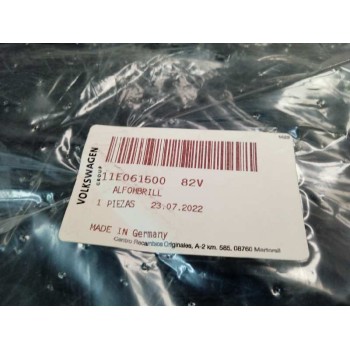 VOLKSWAGEN
GROUP
11E061500 82V
ALFOMBRILL
1 PIEZAS 23.07.2022
MADE IN Germany
Centro Recambios Originales, A-2 km. 585, 08760 Martorell